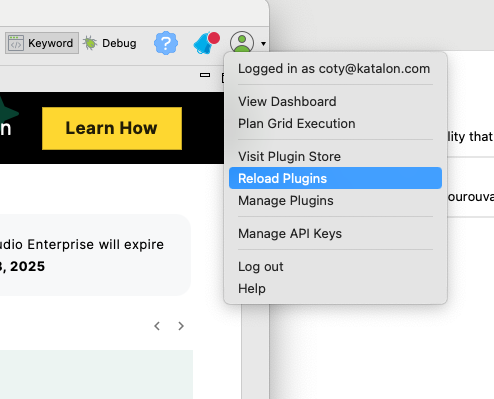 Keyword
Debug
Logged in as coty@katalon.com
View Dashboard
Plan Grid Execution
Visit Plugin Store
Reload Plugins
Manage Plugins
Manage API Keys
Log out
Help
Learn How
dio Enterprise will expire
, 2025
lity that
ourouva